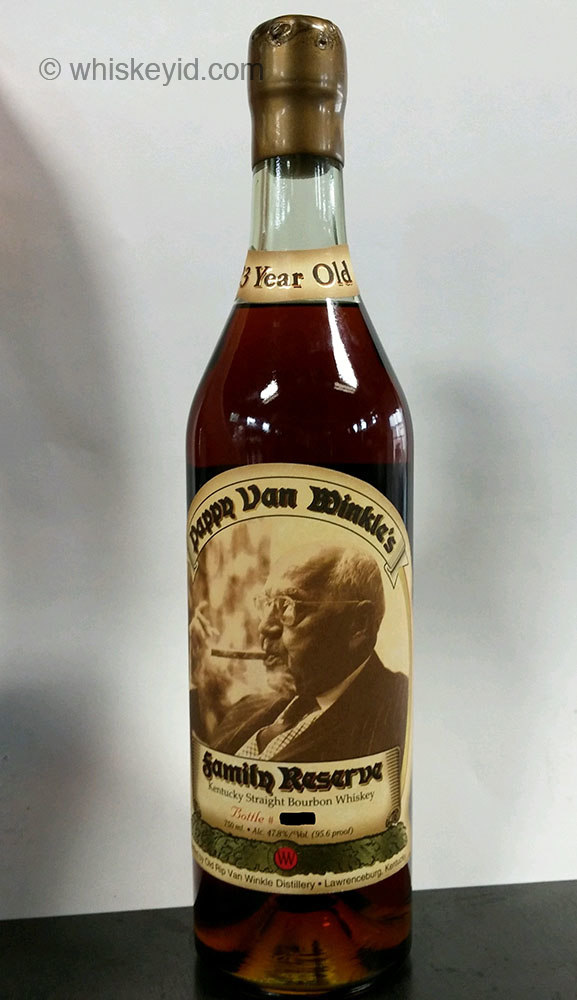 © whiskeyid.com
3 Year Old
Pappy Van Winkle's
Family Reserve
Kentucky Straight Bourbon Whiskey
Bottle #
750 ml • Alc. 47.8%/Vol. (95.6 proof)
W
by Old Rip Van Winkle Distillery • Lawrenceburg, Kentucky